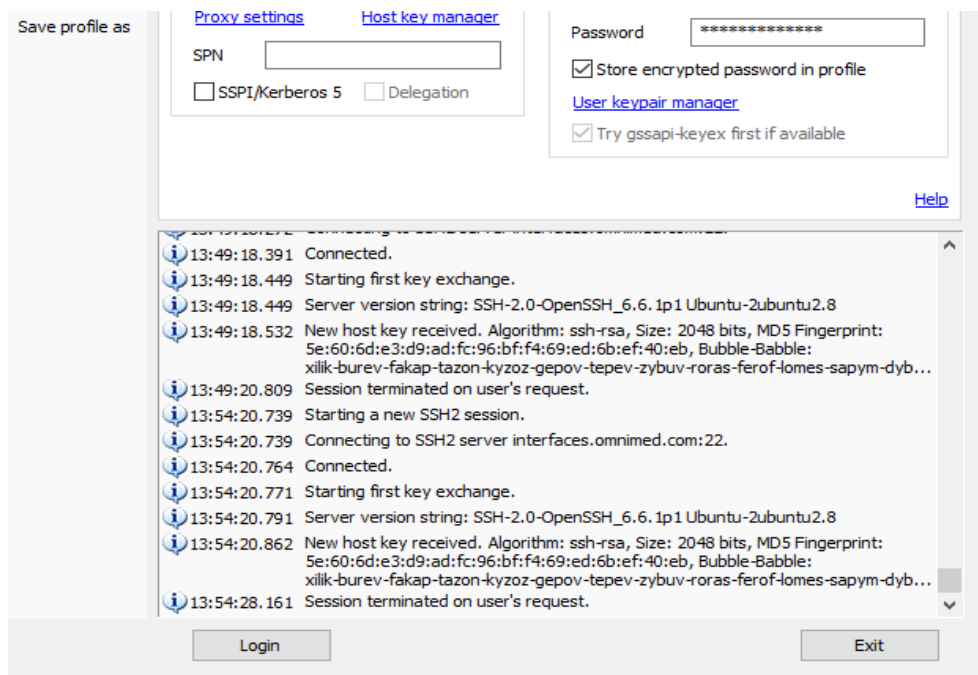 Save profile as
Proxy settings Host key manager
SPN
SSPI/Kerberos 5 Delegation
Password *************
Store encrypted password in profile
User keypair manager
Try gssapi-keyex first if available
Help
13:49:18.391 Connected.
13:49:18.449 Starting first key exchange.
13:49:18.449 Server version string: SSH-2.0-OpenSSH_6.6.1p1 Ubuntu-2ubuntu2.8
13:49:18.532 New host key received. Algorithm: ssh-rsa, Size: 2048 bits, MD5 Fingerprint:
5e:60:6d:e3:d9:ad:fc:96:bf:f4:69:ed:6b:ef:40:eb, Bubble-Babble:
xilik-burev-fakap-tazon-kyzoz-gepov-tepev-zybuv-roras-ferof-lomes-sapym-dyb...
13:49:20.809 Session terminated on user's request.
13:54:20.739 Starting a new SSH2 session.
13:54:20.739 Connecting to SSH2 server interfaces.omnimed.com:22.
13:54:20.764 Connected.
13:54:20.771 Starting first key exchange.
13:54:20.791 Server version string: SSH-2.0-OpenSSH_6.6.1p1 Ubuntu-2ubuntu2.8
13:54:20.862 New host key received. Algorithm: ssh-rsa, Size: 2048 bits, MD5 Fingerprint:
5e:60:6d:e3:d9:ad:fc:96:bf:f4:69:ed:6b:ef:40:eb, Bubble-Babble:
xilik-burev-fakap-tazon-kyzoz-gepov-tepev-zybuv-roras-ferof-lomes-sapym-dyb...
13:54:28.161 Session terminated on user's request.
Login Exit